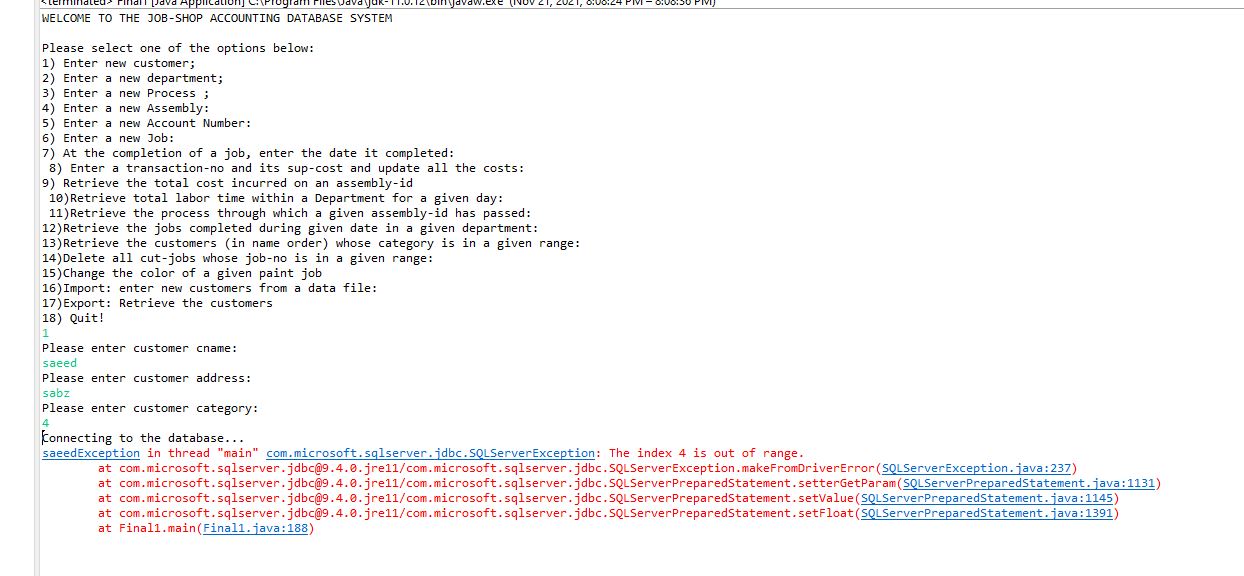 <terminated> Final1 [Java Application] C:\Program Files\Java\jdk-11.0.12\bin\javaw.exe (Nov 21, 2021, 8:08:24 PM – 8:08:36 PM)
WELCOME TO THE JOB-SHOP ACCOUNTING DATABASE SYSTEM
Please select one of the options below:
1) Enter new customer;
2) Enter a new department;
3) Enter a new Process ;
4) Enter a new Assembly:
5) Enter a new Account Number:
6) Enter a new Job:
7) At the completion of a job, enter the date it completed:
8) Enter a transaction-no and its sup-cost and update all the costs:
9) Retrieve the total cost incurred on an assembly-id
10)Retrieve total labor time within a Department for a given day:
11)Retrieve the process through which a given assembly-id has passed:
12)Retrieve the jobs completed during given date in a given department:
13)Retrieve the customers (in name order) whose category is in a given range:
14)Delete all cut-jobs whose job-no is in a given range:
15)Change the color of a given paint job
16)Import: enter new customers from a data file:
17)Export: Retrieve the customers
18) Quit!
1
Please enter customer cname:
saeed
Please enter customer address:
sabz
Please enter customer category:
4
Connecting to the database...
saeedException in thread "main" com.microsoft.sqlserver.jdbc.SQLServerException: The index 4 is out of range.
at com.microsoft.sqlserver.jdbc@9.4.0.jre11/com.microsoft.sqlserver.jdbc.SQLServerException.makeFromDriverError(SQLServerException.java:237)
at com.microsoft.sqlserver.jdbc@9.4.0.jre11/com.microsoft.sqlserver.jdbc.SQLServerPreparedStatement.setterGetParam(SQLServerPreparedStatement.java:1131)
at com.microsoft.sqlserver.jdbc@9.4.0.jre11/com.microsoft.sqlserver.jdbc.SQLServerPreparedStatement.setValue(SQLServerPreparedStatement.java:1145)
at com.microsoft.sqlserver.jdbc@9.4.0.jre11/com.microsoft.sqlserver.jdbc.SQLServerPreparedStatement.setFloat(SQLServerPreparedStatement.java:1391)
at Final1.main(Final1.java:188)